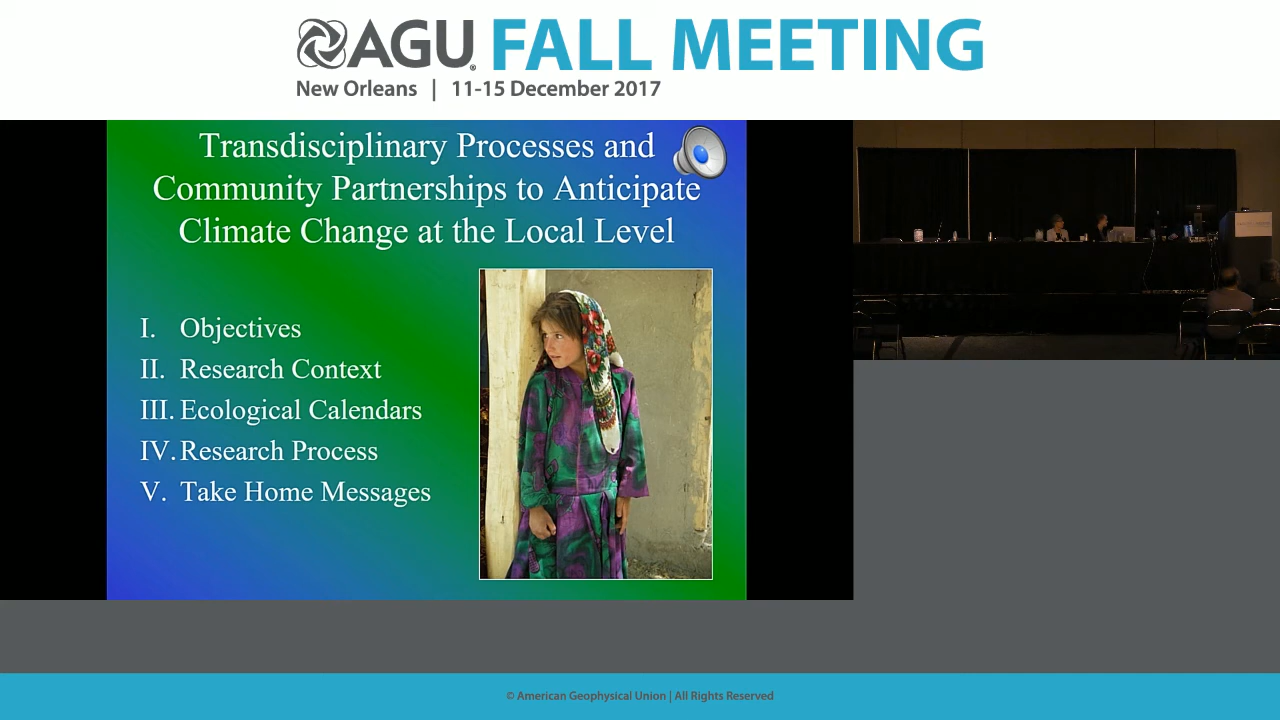 AGU FALL MEETING
New Orleans | 11-15 December 2017
Transdisciplinary Processes and
Community Partnerships to Anticipate
Climate Change at the Local Level
I. Objectives
II. Research Context
III. Ecological Calendars
IV. Research Process
V. Take Home Messages
© American Geophysical Union | All Rights Reserved